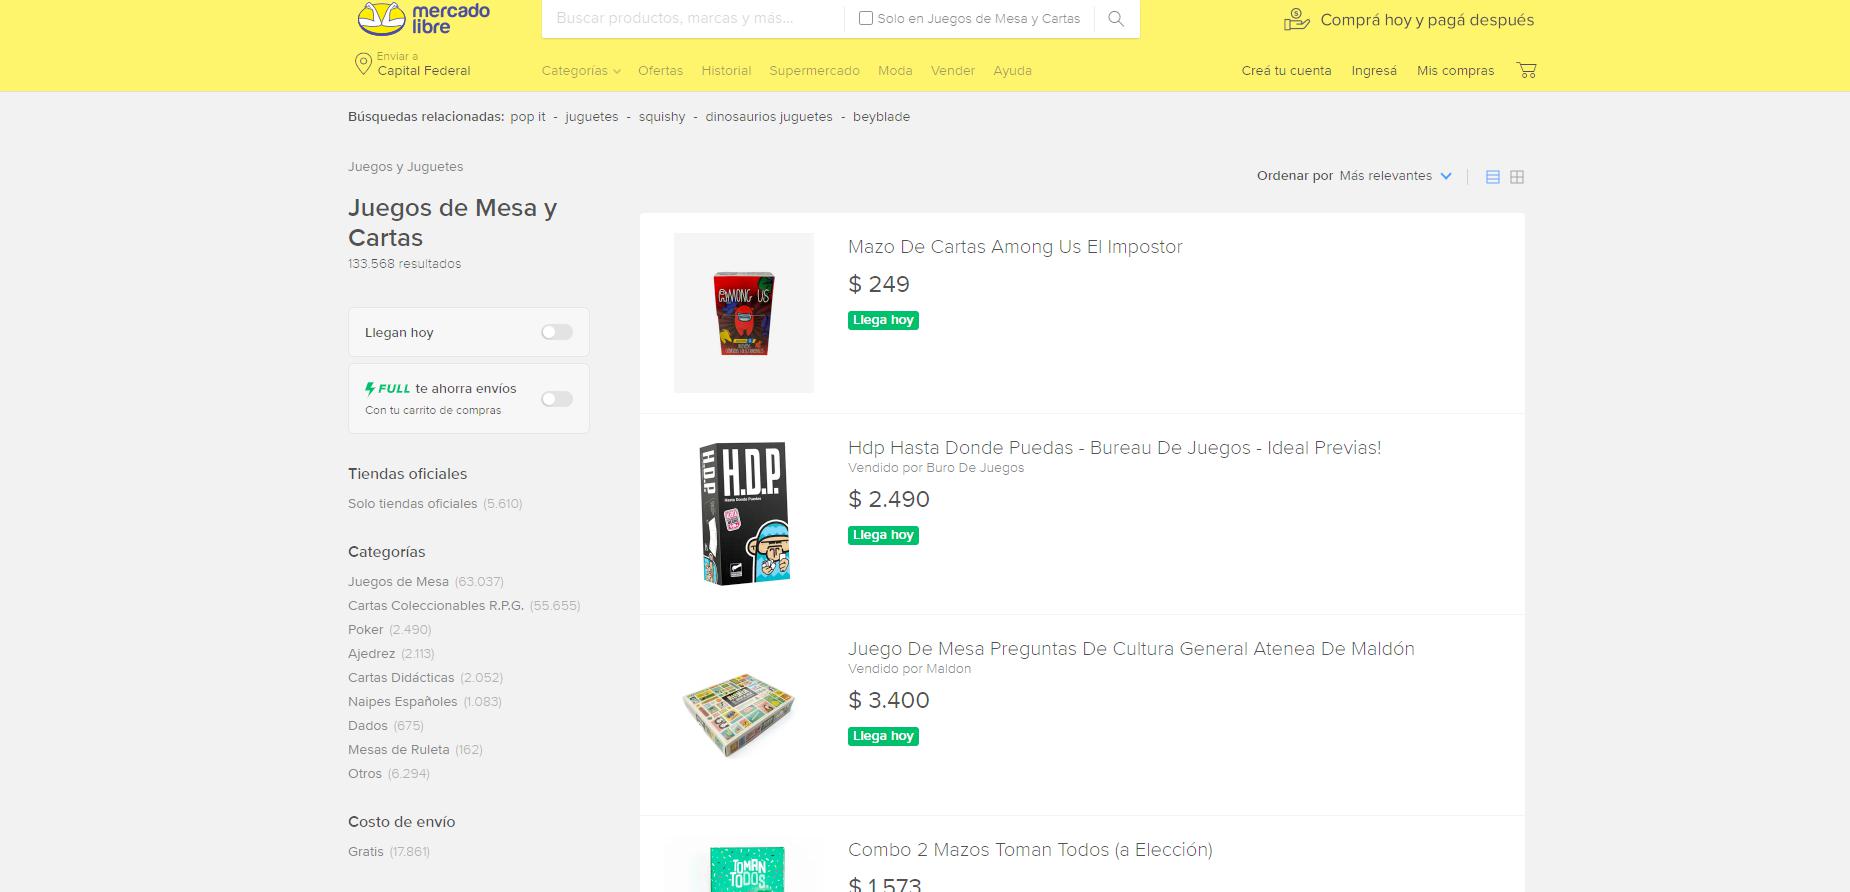 mercado
libre
Buscar productos, marcas y más...
Solo en Juegos de Mesa y Cartas
Comprá hoy y pagá después
Enviar a
Capital Federal
Categorías
Ofertas
Historial
Supermercado
Moda
Vender
Ayuda
Creá tu cuenta
Ingresá
Mis compras
Búsquedas relacionadas: pop it - juguetes - squishy - dinosaurios juguetes - beyblade
Juegos y Juguetes
Ordenar por Más relevantes
Juegos de Mesa y
Cartas
133.568 resultados
Llegan hoy
FULL te ahorra envíos
Con tu carrito de compras
Tiendas oficiales
Solo tiendas oficiales (5.610)
Categorías
Juegos de Mesa (63.037)
Cartas Coleccionables R.P.G. (55.655)
Poker (2.490)
Ajedrez (2.113)
Cartas Didácticas (2.052)
Naipes Españoles (1.083)
Dados (675)
Mesas de Ruleta (162)
Otros (6.294)
Costo de envío
Gratis (17.861)
AMONG US
Mazo De Cartas Among Us El Impostor
$ 249
Llega hoy
H.D.P.
H.D.P.
Hasta Donde Puedas
Hdp Hasta Donde Puedas - Bureau De Juegos - Ideal Previas!
Vendido por Buro De Juegos
$ 2.490
Llega hoy
Juego De Mesa Preguntas De Cultura General Atenea De Maldón
Vendido por Maldon
$ 3.400
Llega hoy
TOMAN
TODOS
Combo 2 Mazos Toman Todos (a Elección)
$ 1.573